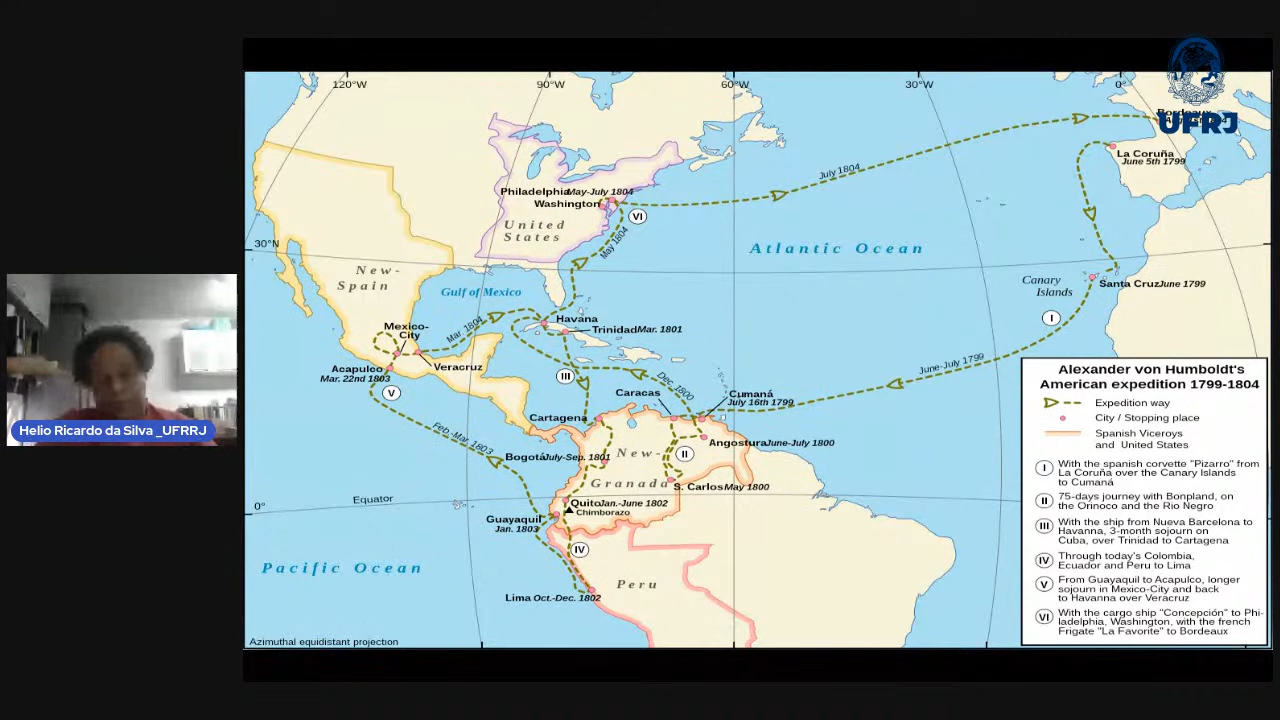 120°W
90°W
60°W
30°W
0°
UFRJ
La Coruña
June 5th 1799
July 1804
Philadelphia May-July 1804
Washington
VI
United
States
May 1804
30°N
Atlantic Ocean
New-
Spain
Gulf of Mexico
Canary
Islands
Santa Cruz June 1799
I
Mexico-
City
Mar. 1804
Havana
Trinidad Mar. 1801
Veracruz
Acapulco
Mar. 22nd 1803
V
III
Dec. 1800
June-July 1799
Caracas
Cumaná
July 16th 1799
Cartagena
Feb.-Mar. 1803
Angostura June-July 1800
Bogotá July-Sep. 1801
New-
II
Granada
S. Carlos May 1800
Equator
0°
Quito Jan.-June 1802
Chimborazo
Guayaquil
Jan. 1803
IV
Pacific Ocean
Peru
Lima Oct.-Dec. 1802
Azimuthal equidistant projection
Alexander von Humboldt's
American expedition 1799-1804
Expedition way
City / Stopping place
Spanish Viceroys
and United States
I With the spanish corvette "Pizarro" from
La Coruña over the Canary Islands
to Cumaná
II 75-days journey with Bonpland, on
the Orinoco and the Rio Negro
III With the ship from Nueva Barcelona to
Havanna, 3-month sojourn on
Cuba, over Trinidad to Cartagena
IV Through today's Colombia,
Ecuador and Peru to Lima
V From Guayaquil to Acapulco, longer
sojourn in Mexico-City and back
to Havanna over Veracruz
VI With the cargo ship "Concepción" to Phi-
ladelphia, Washington, with the french
Frigate "La Favorite" to Bordeaux
Helio Ricardo da Silva _UFRRJ